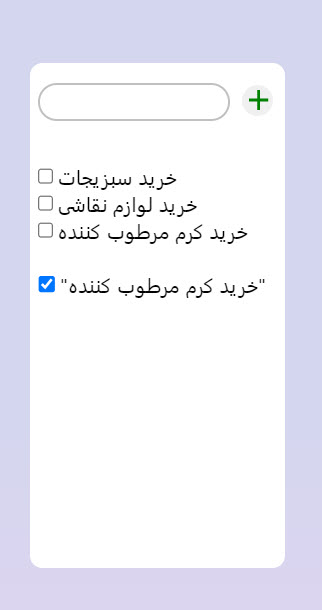 خرید سبزیجات
خرید لوازم نقاشی
خرید کرم مرطوب کننده
"خرید کرم مرطوب کننده"